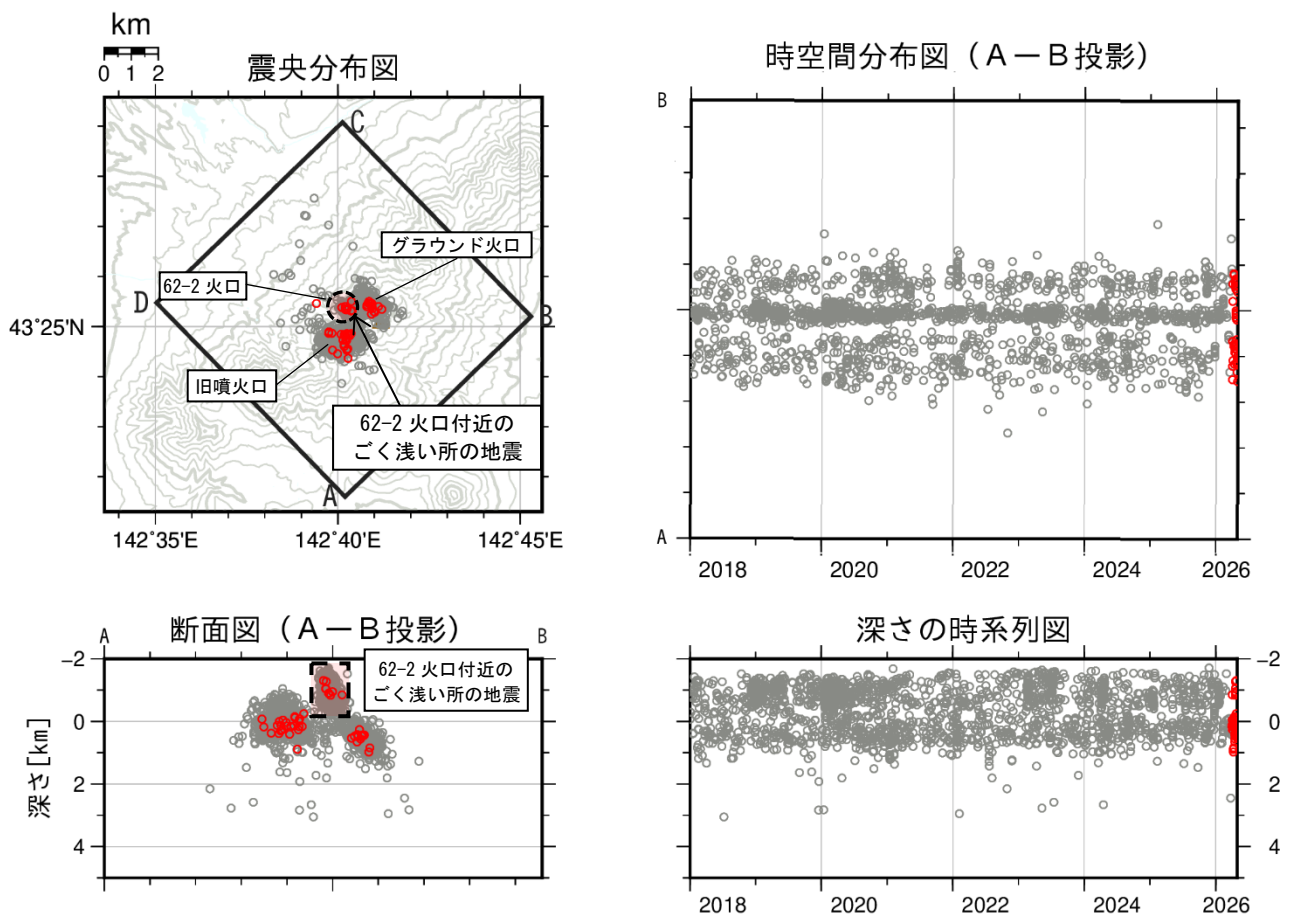 km
0 1 2
震央分布図
C
グラウンド火口
62-2 火口
D
B
43°25'N
旧噴火口
62-2 火口付近の
ごく浅い所の地震
A
142°35'E 142°40'E 142°45'E
時空間分布図（A－B投影）
B
A
2018 2020 2022 2024 2026
断面図（A－B投影）
A
B
62-2 火口付近の
ごく浅い所の地震
-2
0
2
4
深さ[km]
深さの時系列図
-2
0
2
4
2018 2020 2022 2024 2026